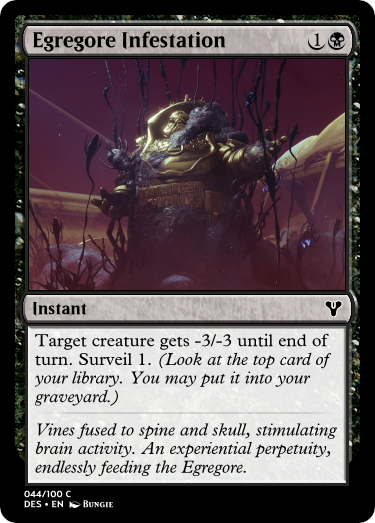 Egregore Infestation 1
Instant
Target creature gets -3/-3 until end of
turn. Surveil 1. (Look at the top card of
your library. You may put it into your
graveyard.)
Vines fused to spine and skull, stimulating
brain activity. An experiential perpetuity,
endlessly feeding the Egregore.
044/100 C
DES • EN Bungie